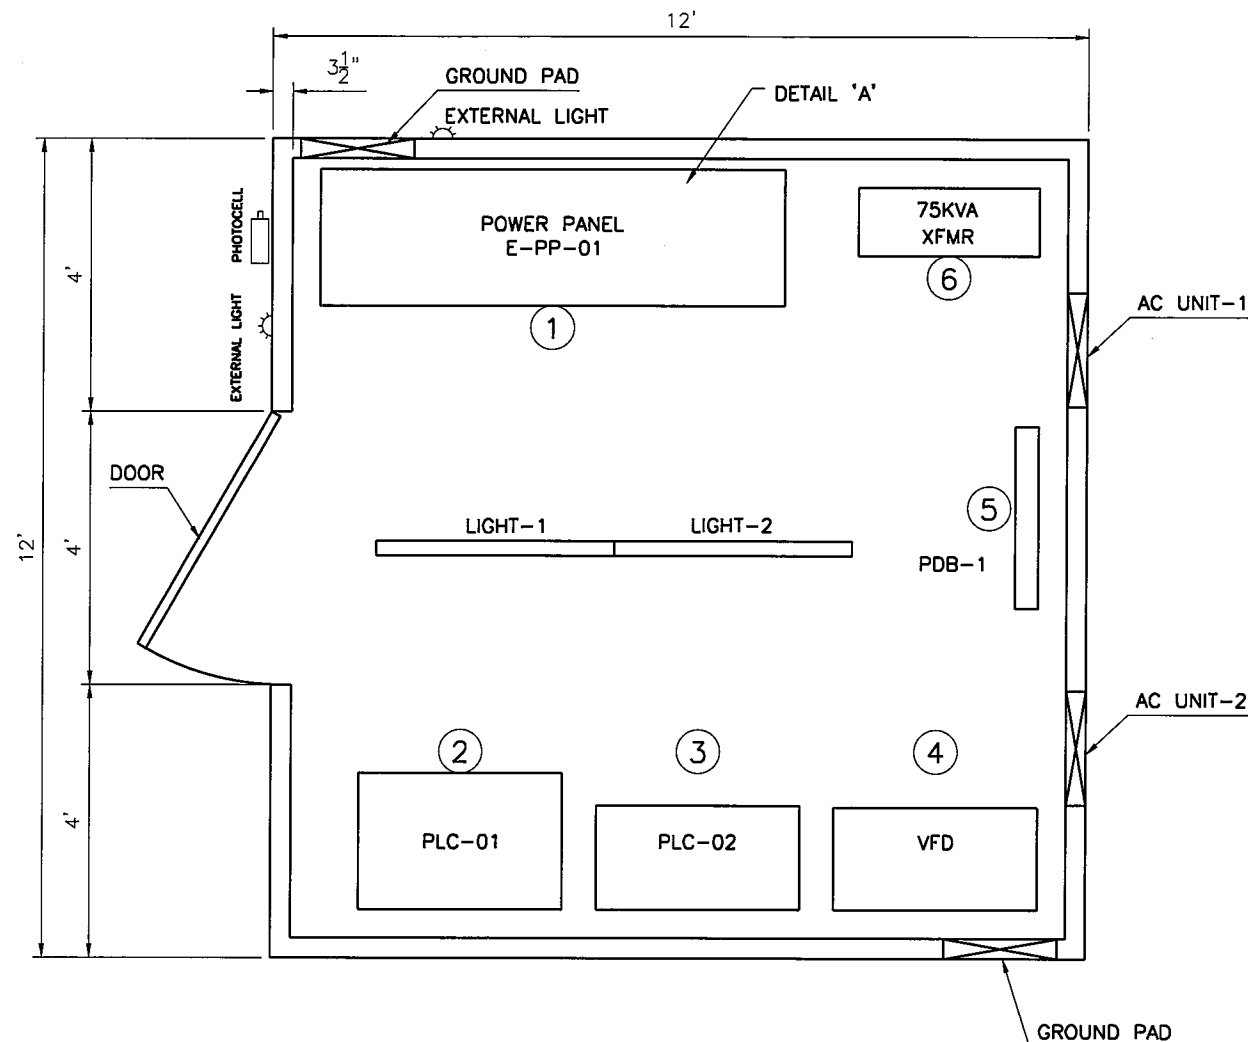 12'
3 1/2"
GROUND PAD
DETAIL 'A'
EXTERNAL LIGHT
PHOTOCELL
POWER PANEL
E-PP-01
75KVA
XFMR
4'
6
AC UNIT-1
1
EXTERNAL LIGHT
DOOR
5
LIGHT-1
LIGHT-2
12'
4'
PDB-1
AC UNIT-2
2
3
4
4'
PLC-01
PLC-02
VFD
GROUND PAD